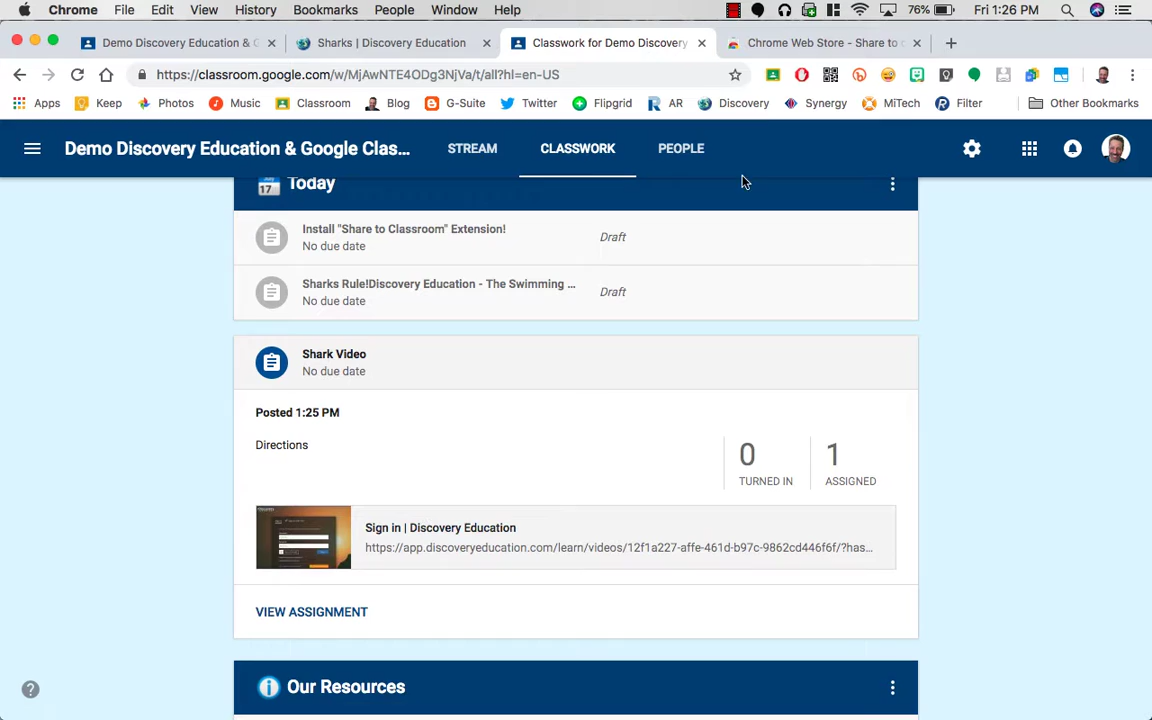 Chrome File Edit View History Bookmarks People Window Help 76% Fri 1:26 PM
Demo Discovery Education & G Sharks | Discovery Education Classwork for Demo Discovery Chrome Web Store - Share to c
https://classroom.google.com/w/MjAwNTE4ODg3NjVa/t/all?hl=en-US
Apps Keep Photos Music Classroom Blog G-Suite Twitter Flipgrid AR Discovery Synergy MiTech Filter Other Bookmarks
Demo Discovery Education & Google Clas... STREAM CLASSWORK PEOPLE
17 Today
Install "Share to Classroom" Extension!
No due date Draft
Sharks Rule!Discovery Education - The Swimming ...
No due date Draft
Shark Video
No due date
Posted 1:25 PM
Directions
0 1
TURNED IN ASSIGNED
Sign in | Discovery Education
https://app.discoveryeducation.com/learn/videos/12f1a227-affe-461d-b97c-9862cd446f6f/?has...
VIEW ASSIGNMENT
Our Resources